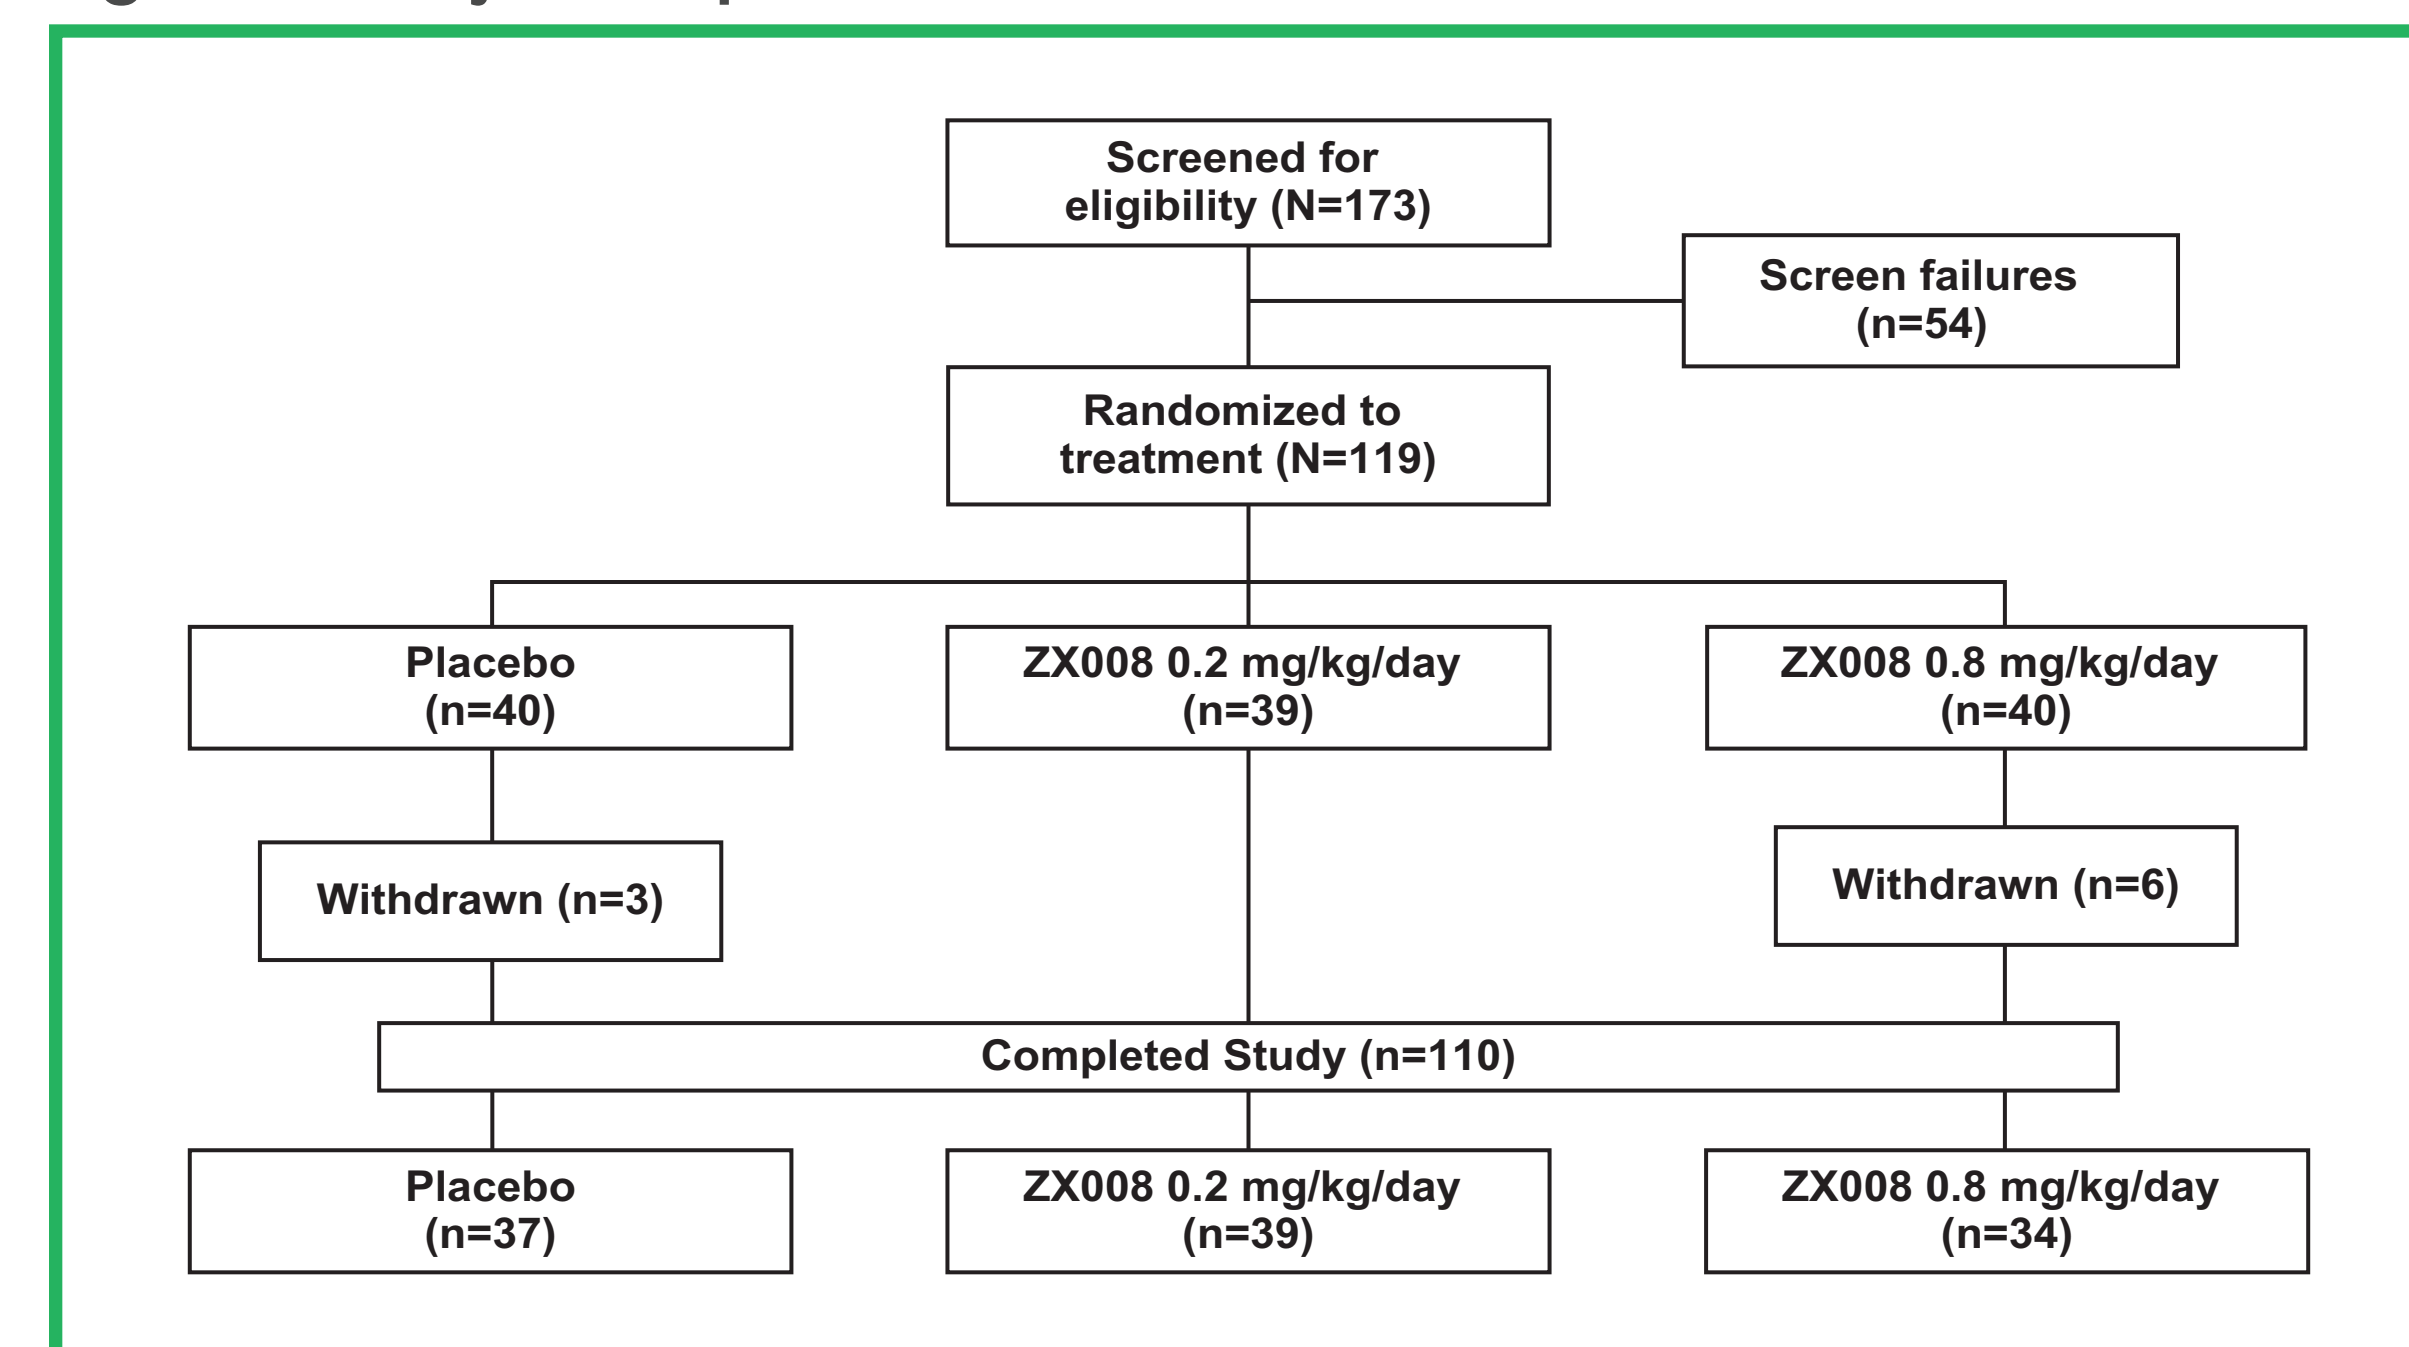 Screened for
eligibility (N=173)
Screen failures
(n=54)
Randomized to
treatment (N=119)
Placebo
(n=40)
ZX008 0.2 mg/kg/day
(n=39)
ZX008 0.8 mg/kg/day
(n=40)
Withdrawn (n=3)
Withdrawn (n=6)
Completed Study (n=110)
Placebo
(n=37)
ZX008 0.2 mg/kg/day
(n=39)
ZX008 0.8 mg/kg/day
(n=34)